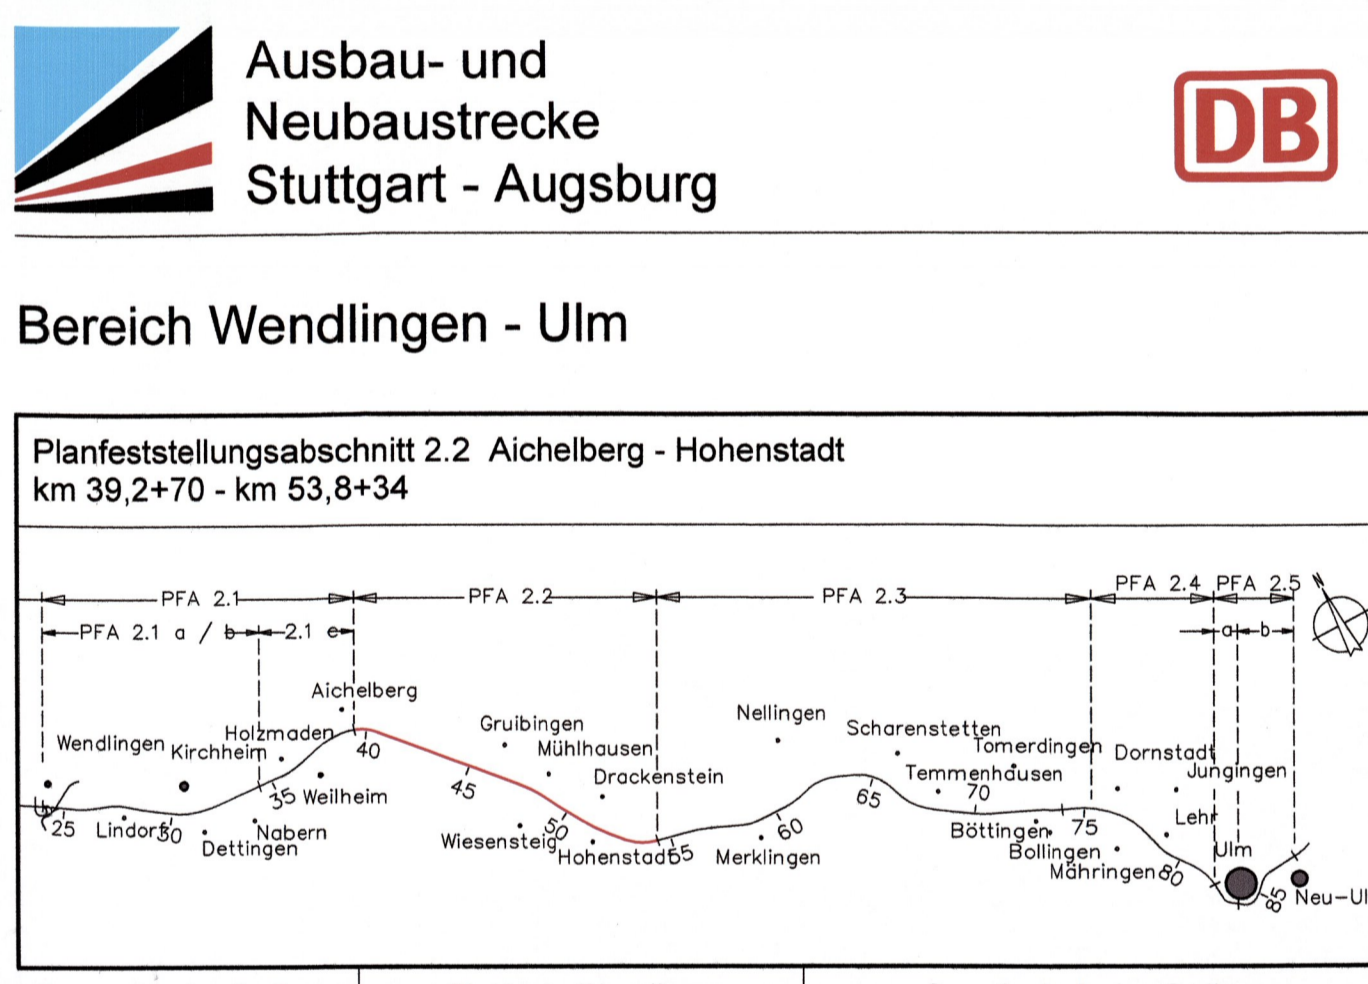 Ausbau- und
Neubaustrecke
Stuttgart - Augsburg
DB
Bereich Wendlingen - Ulm
Planfeststellungsabschnitt 2.2 Aichelberg - Hohenstadt
km 39,2+70 - km 53,8+34
PFA 2.1
PFA 2.2
PFA 2.3
PFA 2.4
PFA 2.5
N
PFA 2.1 a / b
2.1 c
a
b
Aichelberg
Wendlingen
Kirchheim
Holzmaden
40
Gruibingen
Mühlhausen
Drackenstein
Nellingen
Scharenstetten
Tomerdingen
Dornstadt
Jungingen
Temmenhausen
25
Lindorf
30
Dettingen
Nabern
35
Weilheim
45
Wiesensteig
50
Hohenstadt
55
Merklingen
60
65
70
Böttingen
75
Bollingen
Mähringen
80
Lehr
Ulm
85